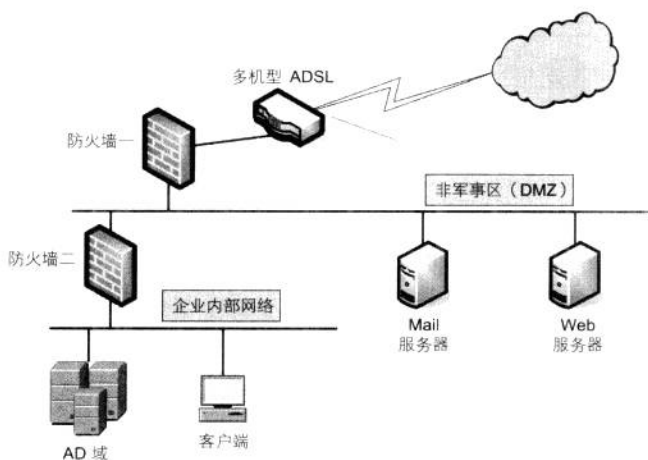 多机型 ADSL
防火墙一
非军事区（DMZ）
防火墙二
企业内部网络
Mail
服务器
Web
服务器
客户端
AD 域